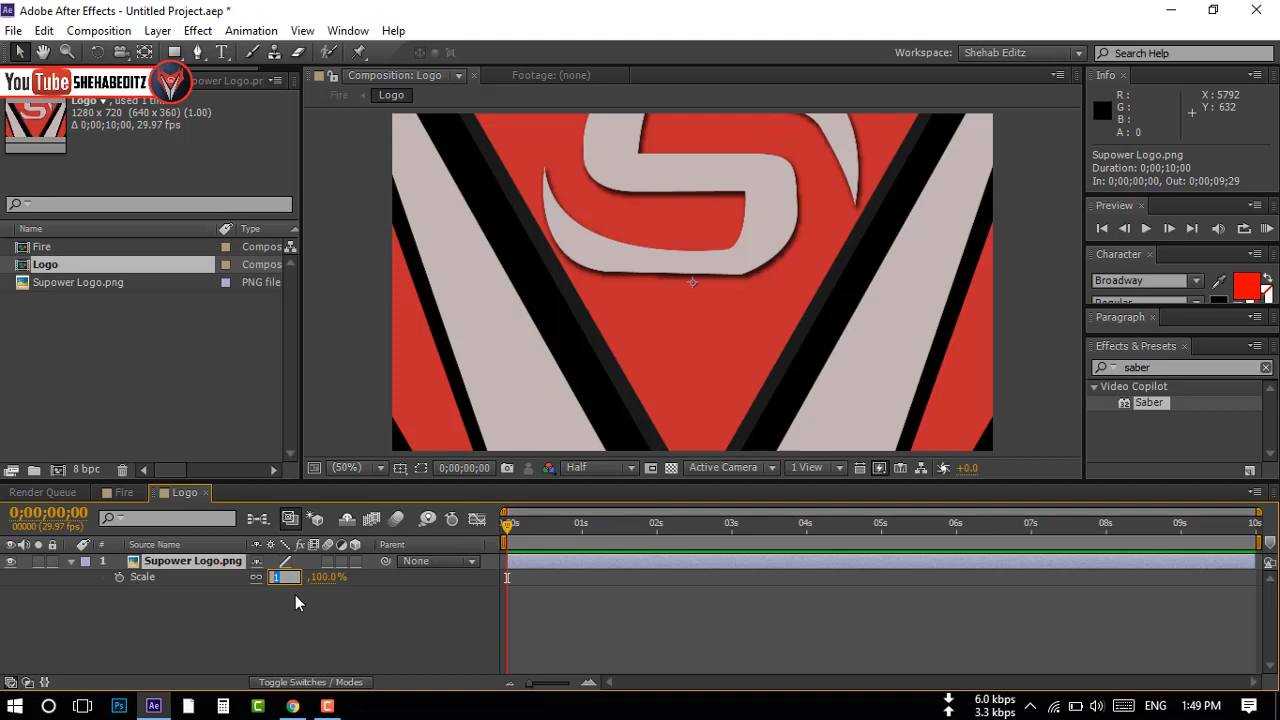 Adobe After Effects - Untitled Project.aep *
File Edit Composition Layer Effect Animation View Window Help
Workspace: Shehab Editz Search Help
YouTube SHEHABEDITZ
Composition: Logo Footage: (none)
Fire Logo
Logo
1280 x 720 (640 x 360) (1.00)
Δ 0;00;10;00, 29.97 fps
Info
R:
G:
B:
A: 0
X: 5792
Y: 632
Supower Logo.png
Duration: 0;00;10;00
In: 0;00;00;00, Out: 0;00;09;29
Preview
Character
Broadway
Regular
Paragraph
Effects & Presets
saber
Video Copilot
32 Saber
Name Type
Fire Compos
Logo Compos
Supower Logo.png PNG file
8 bpc
(50%) 0;00;00;00 Half Active Camera 1 View +0.0
Render Queue Fire Logo
0;00;00;00
00000 (29.97 fps)
# Source Name fx Parent
1 Supower Logo.png None
Scale 1 ,100.0%
01s 02s 03s 04s 05s 06s 07s 08s 09s 10s
Toggle Switches / Modes
Ps Ae C C
6.0 kbps
3.3 kbps
ENG 1:49 PM